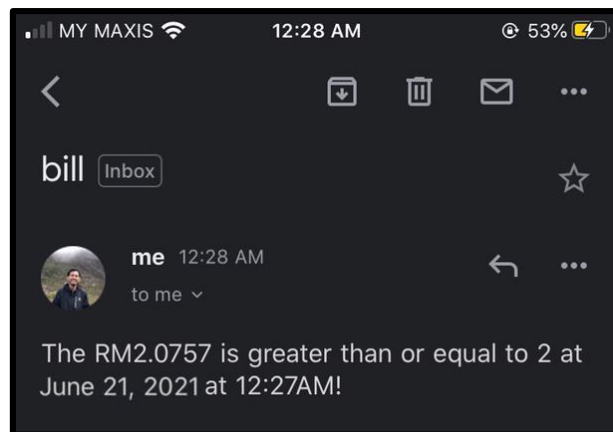 MY MAXIS 12:28 AM 53%
bill Inbox
me 12:28 AM
to me
The RM2.0757 is greater than or equal to 2 at
June 21, 2021 at 12:27AM!